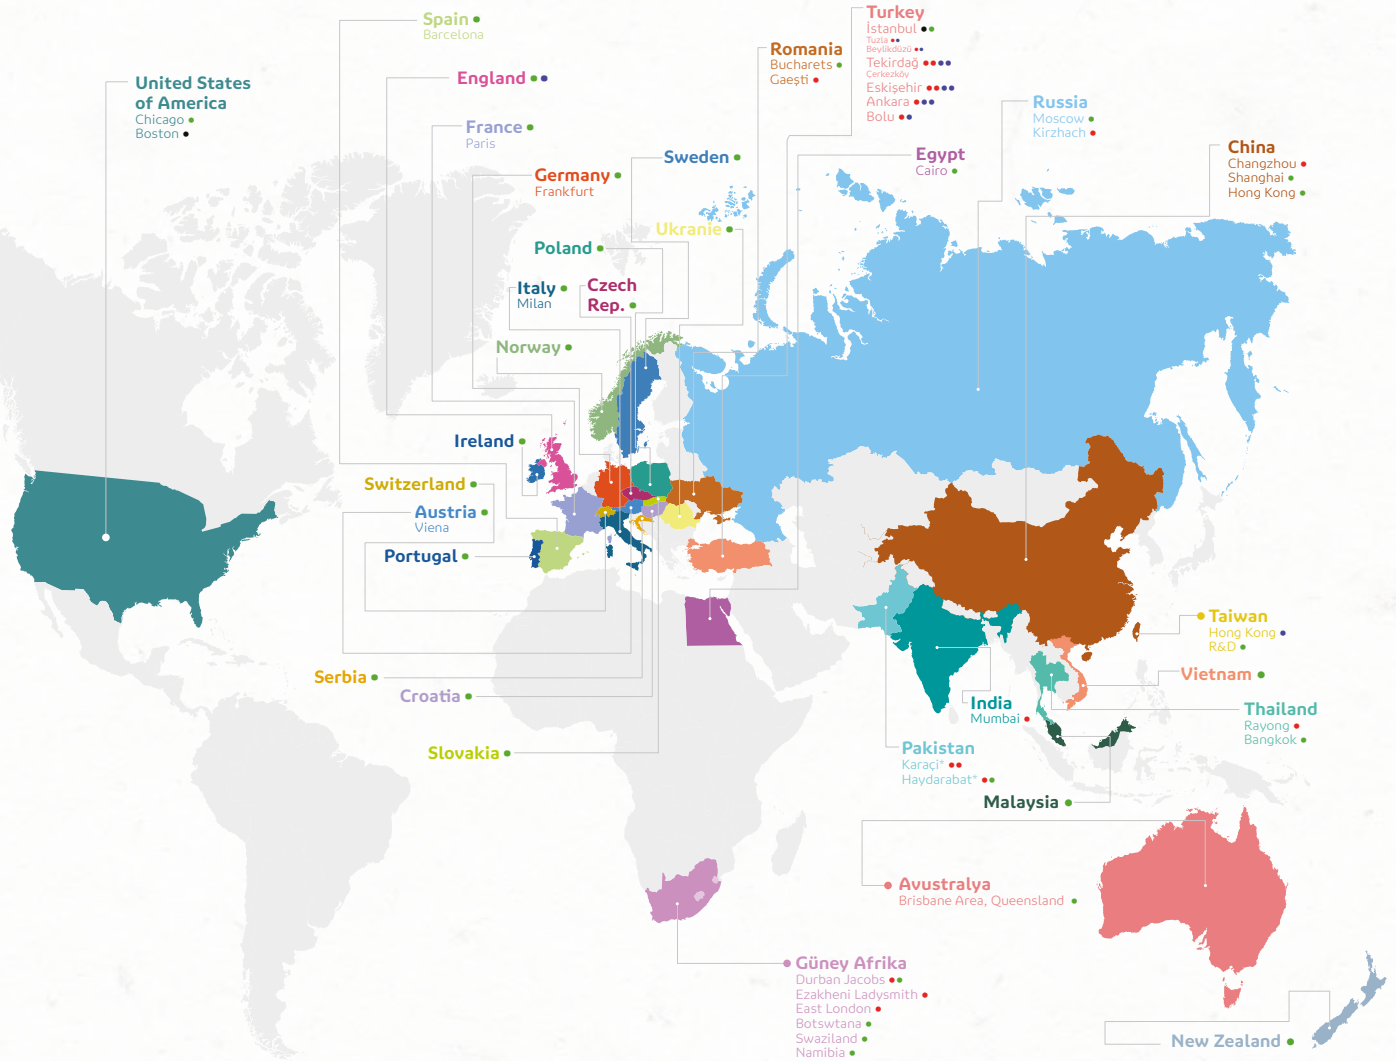 Spain
Barcelona
United States
of America
Chicago
Boston
England
France
Paris
Germany
Frankfurt
Sweden
Ukranie
Poland
Italy
Milan
Czech
Rep.
Norway
Romania
Bucharets
Gaeşti
Turkey
İstanbul
Tuzla
Beylikdüzü
Tekirdağ
Çerkezköy
Eskişehir
Ankara
Bolu
Egypt
Cairo
Russia
Moscow
Kirzhach
China
Changzhou
Shanghai
Hong Kong
Ireland
Switzerland
Austria
Viena
Portugal
Serbia
Croatia
Slovakia
Taiwan
Hong Kong
R&D
Vietnam
Thailand
Rayong
Bangkok
India
Mumbai
Pakistan
Karaçi*
Haydarabat*
Malaysia
Avustralya
Brisbane Area, Queensland
Güney Afrika
Durban Jacobs
Ezakheni Ladysmith
East London
Botswtana
Swaziland
Namibia
New Zealand